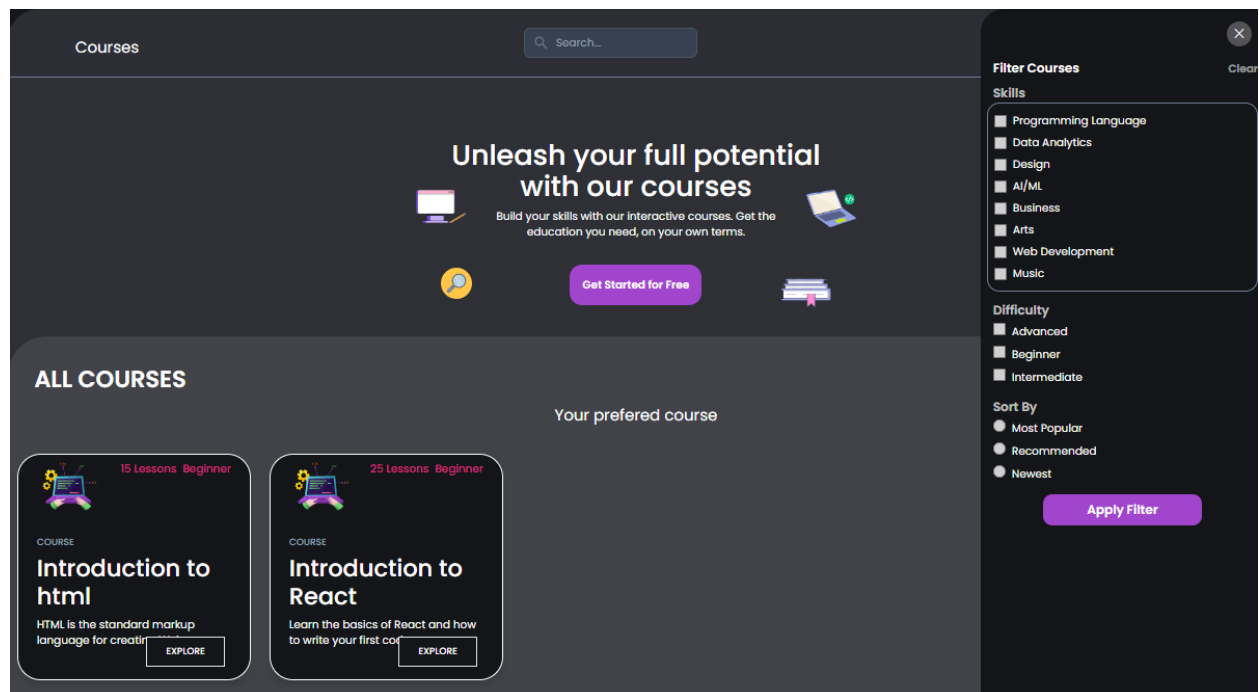 Courses
Search...
Unleash your full potential
with our courses
Build your skills with our interactive courses. Get the
education you need, on your own terms.
Get Started for Free
ALL COURSES
Your prefered course
15 Lessons Beginner
COURSE
Introduction to
html
HTML is the standard markup
language for creating
EXPLORE
25 Lessons Beginner
COURSE
Introduction to
React
Learn the basics of React and how
to write your first
EXPLORE
Filter Courses
Clear
Skills
Programming Language
Data Analytics
Design
AI/ML
Business
Arts
Web Development
Music
Difficulty
Advanced
Beginner
Intermediate
Sort By
Most Popular
Recommended
Newest
Apply Filter